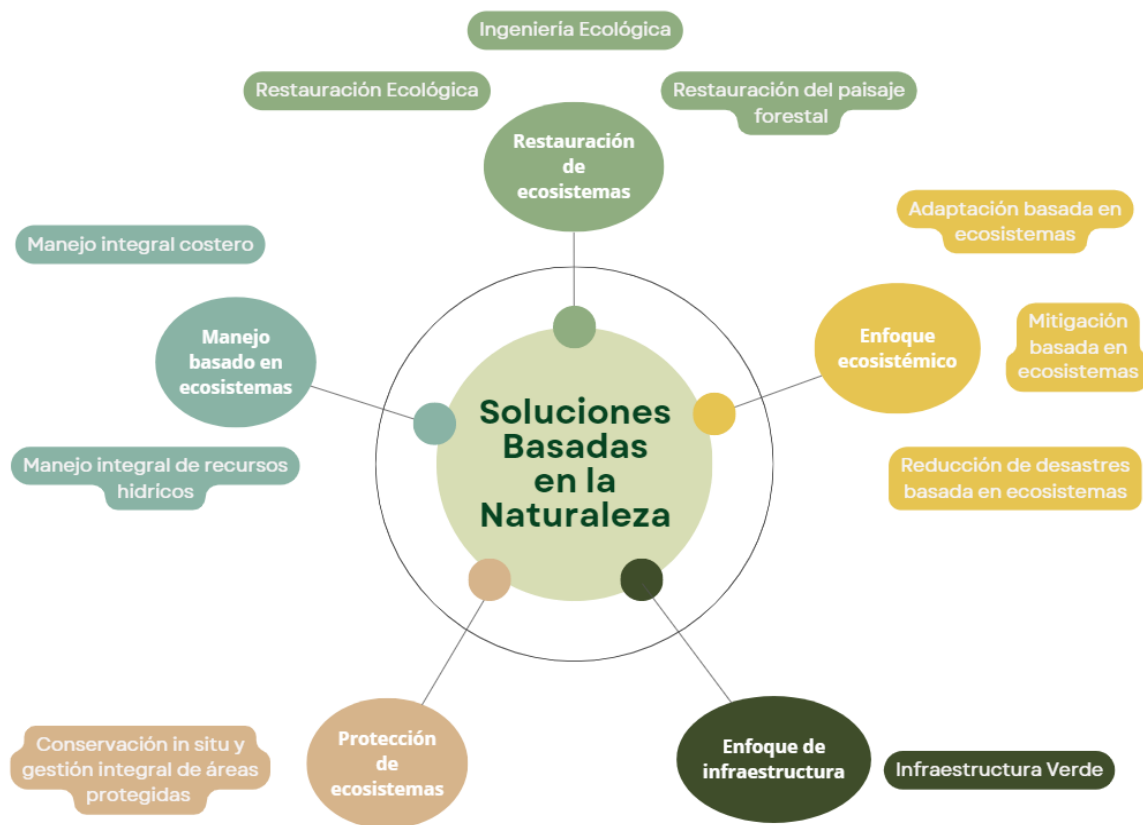 Ingeniería Ecológica
Restauración Ecológica
Restauración del paisaje
forestal
Restauración
de
ecosistemas
Adaptación basada en
ecosistemas
Manejo integral costero
Mitigación
basada en
ecosistemas
Enfoque
ecosistémico
Manejo
basado en
ecosistemas
Soluciones
Basadas
en la
Naturaleza
Manejo integral de recursos
hídricos
Reducción de desastres
basada en ecosistemas
Conservación in situ y
gestión integral de áreas
protegidas
Protección
de
ecosistemas
Enfoque de
infraestructura
Infraestructura Verde